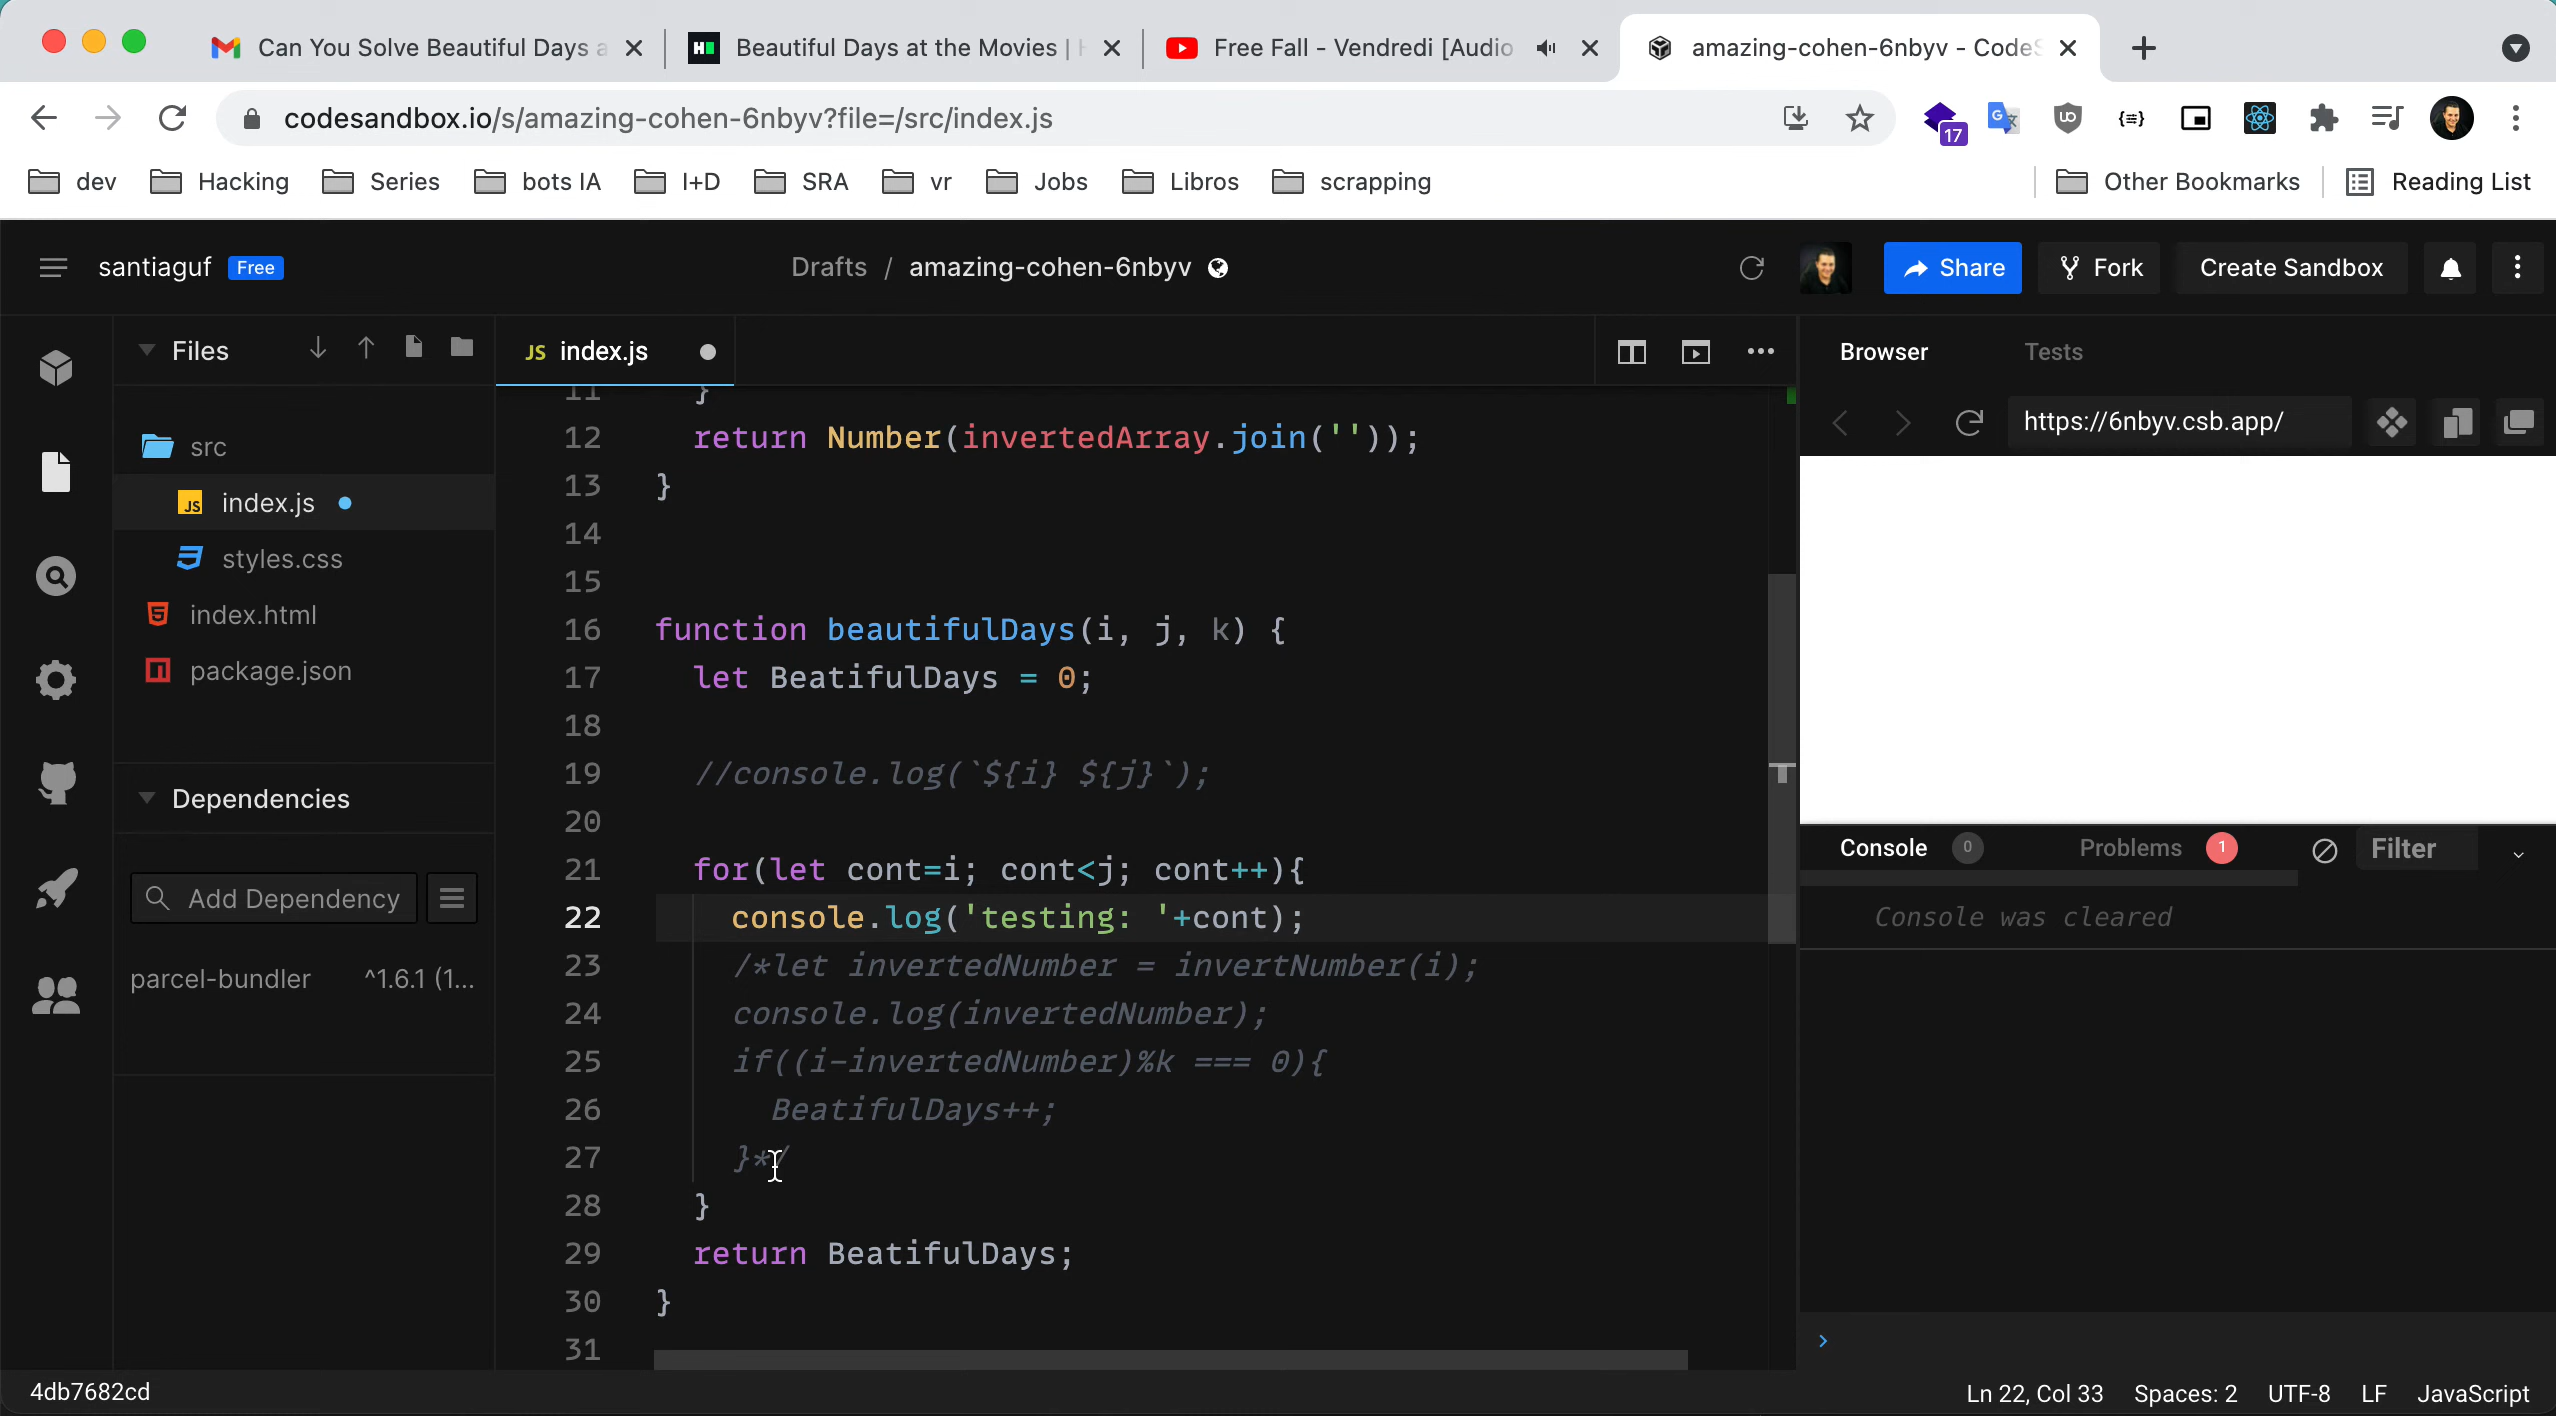 Can You Solve Beautiful Days a
Beautiful Days at the Movies | H
Free Fall - Vendredi [Audio
amazing-cohen-6nbyv - CodeS
codesandbox.io/s/amazing-cohen-6nbyv?file=/src/index.js
17
dev
Hacking
Series
bots IA
I+D
SRA
vr
Jobs
Libros
scrapping
Other Bookmarks
Reading List
santiaguf
Free
Drafts / amazing-cohen-6nbyv
Share
Fork
Create Sandbox
Files
src
JS index.js
styles.css
index.html
package.json
Dependencies
Add Dependency
parcel-bundler ^1.6.1 (1...
JS index.js
11 }
12 return Number(invertedArray.join(''));
13 }
14
15
16 function beautifulDays(i, j, k) {
17 let BeatifulDays = 0;
18
19 //console.log(`${i} ${j}`);
20
21 for(let cont=i; cont<j; cont++){
22 console.log('testing: '+cont);
23 /*let invertedNumber = invertNumber(i);
24 console.log(invertedNumber);
25 if((i-invertedNumber)%k === 0){
26 BeatifulDays++;
27 }*/
28 }
29 return BeatifulDays;
30 }
31
Browser
Tests
https://6nbyv.csb.app/
Console 0
Problems 1
Filter
Console was cleared
4db7682cd
Ln 22, Col 33
Spaces: 2
UTF-8
LF
JavaScript